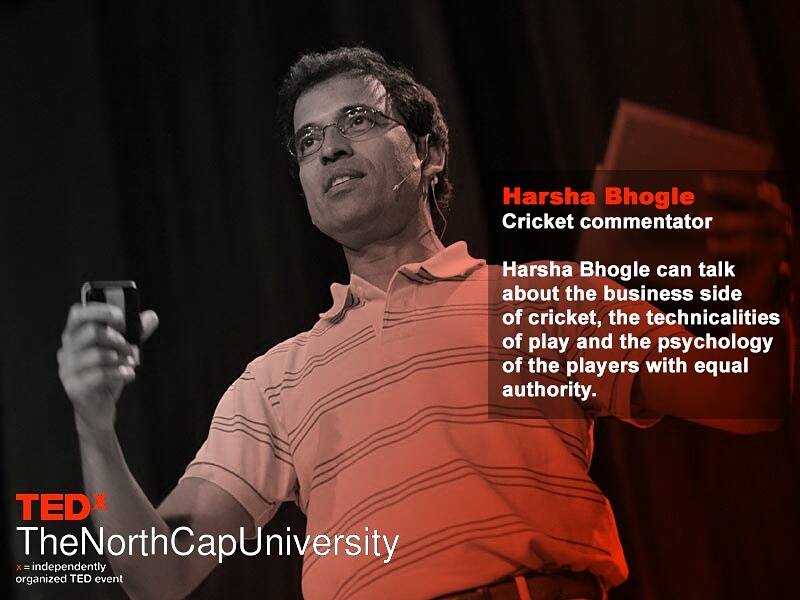 Harsha Bhogle
Cricket commentator
Harsha Bhogle can talk
about the business side
of cricket, the technicalities
of play and the psychology
of the players with equal
authority.
TEDx
TheNorthCapUniversity
x = independently
organized TED event